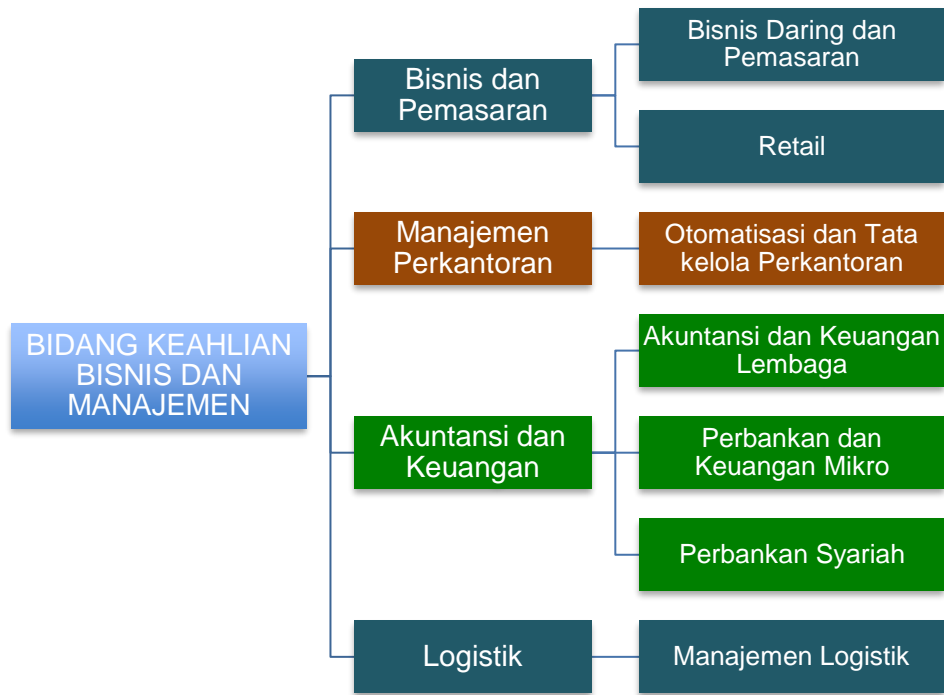 BIDANG KEAHLIAN
BISNIS DAN
MANAJEMEN
Bisnis dan
Pemasaran
Bisnis Daring dan
Pemasaran
Retail
Manajemen
Perkantoran
Otomatisasi dan Tata
kelola Perkantoran
Akuntansi dan
Keuangan
Akuntansi dan Keuangan
Lembaga
Perbankan dan
Keuangan Mikro
Perbankan Syariah
Logistik
Manajemen Logistik